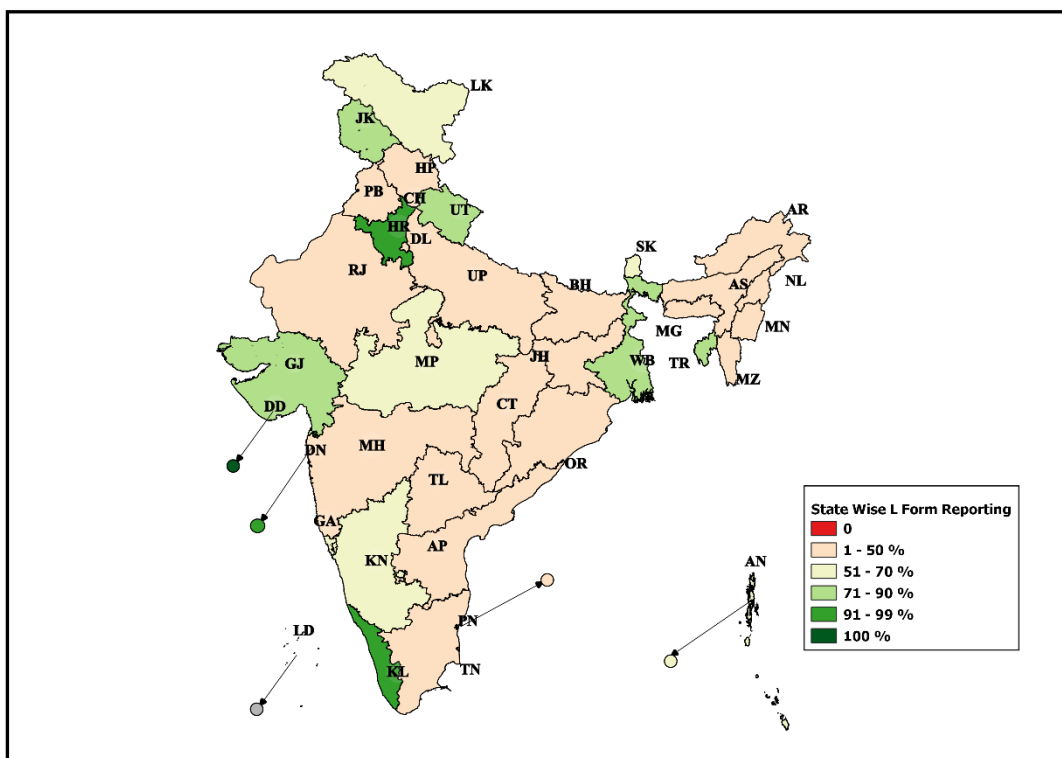 LK
JK
HP
PB
CH
UT
HR
DL
AR
SK
RJ
UP
BH
AS
NL
MG
MN
GJ
MP
JH
WB
TR
MZ
DD
CT
DN
MH
OR
TL
GA
AP
KN
AN
PN
LD
KL
TN
State Wise L Form Reporting
0
1 - 50 %
51 - 70 %
71 - 90 %
91 - 99 %
100 %